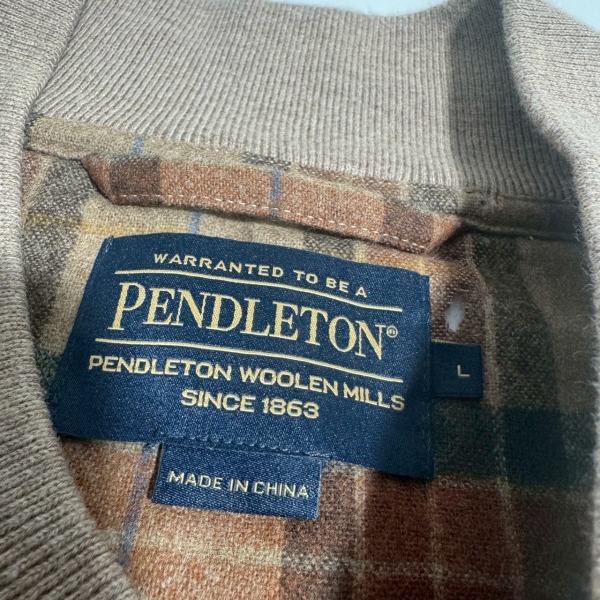 WARRANTED TO BE A
PENDLETON®
PENDLETON WOOLEN MILLS
SINCE 1863
L
MADE IN CHINA